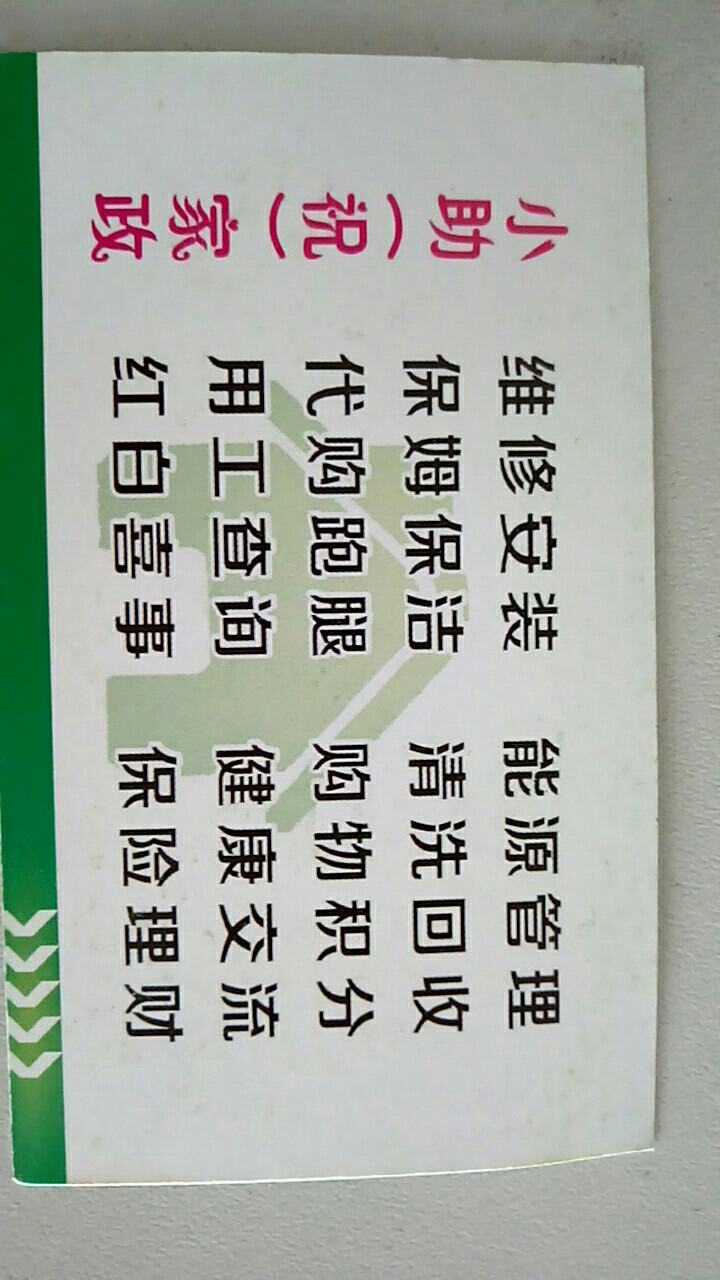 小助(祝)家政
维修安装 能源管理
保姆保洁 清洗回收
代购跑腿 购物积分
用工查询 健康交流
红白喜事 保险理财